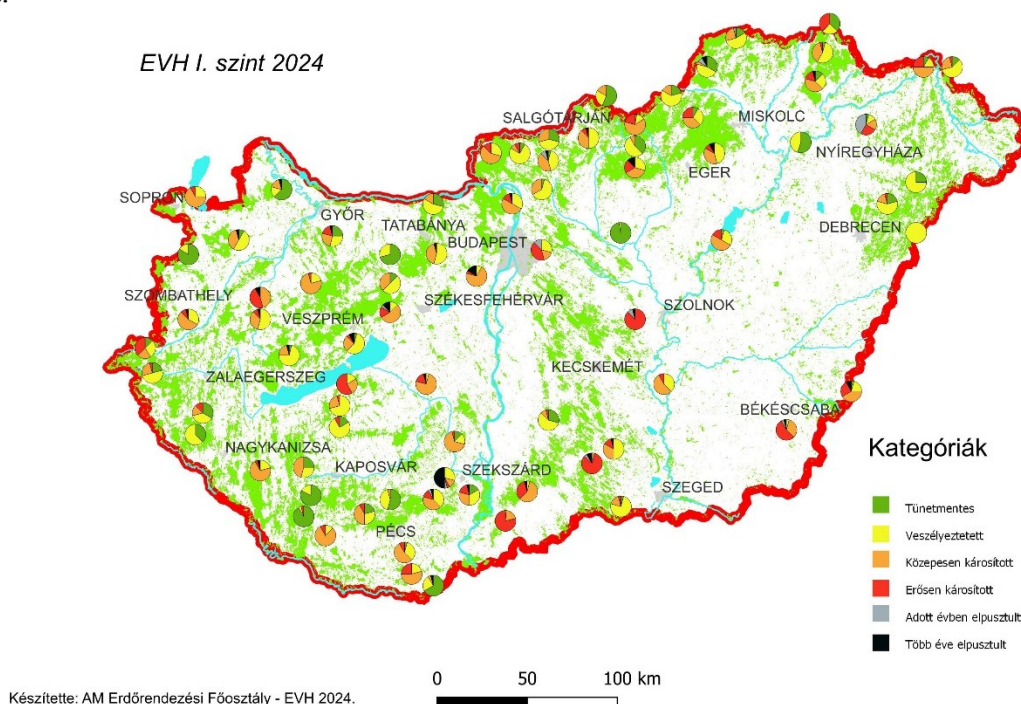 EVH I. szint 2024
SALGÓTARJÁN
MISKOLC
NYÍREGYHÁZA
EGER
SOPRON
GYŐR
TATABÁNYA
BUDAPEST
DEBRECEN
SZOMBATHELY
SZÉKESFEHÉRVÁR
VESZPRÉM
SZOLNOK
ZALAEGERSZEG
KECSKEMÉT
BÉKÉSCSABA
NAGYKANIZSA
KAPOSVÁR
SZEKSZÁRD
SZEGED
PÉCS
Kategóriák
Tünetmentes
Veszélyeztetett
Közepesen károsított
Erősen károsított
Adott évben elpusztult
Több éve elpusztult
0 50 100 km
Készítette: AM Erdőrendezési Főosztály - EVH 2024.